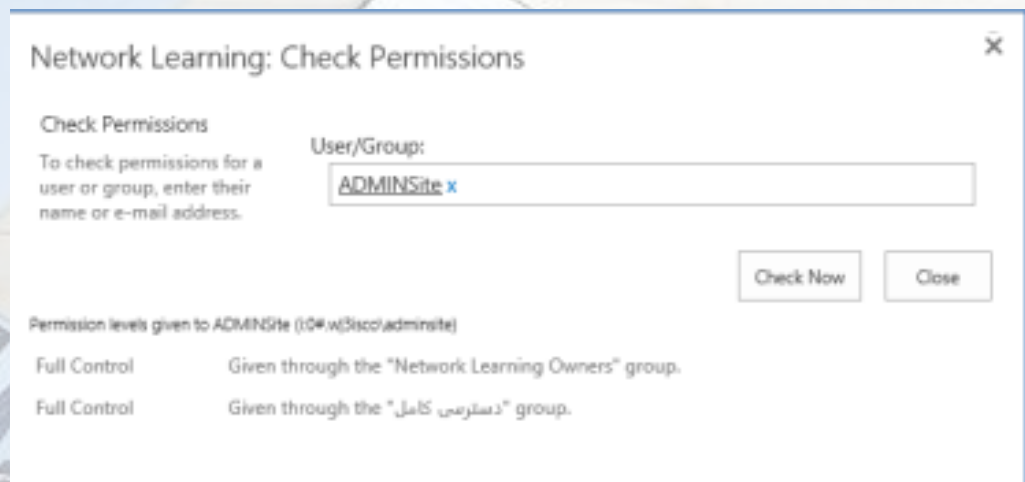 Network Learning: Check Permissions
Check Permissions
To check permissions for a
user or group, enter their
name or e-mail address.
User/Group:
ADMINSite x
Check Now Close
Permission levels given to ADMINSite (i:0#.w|3isco\adminsite)
Full Control Given through the "Network Learning Owners" group.
Full Control Given through the "دسترسی کامل" group.